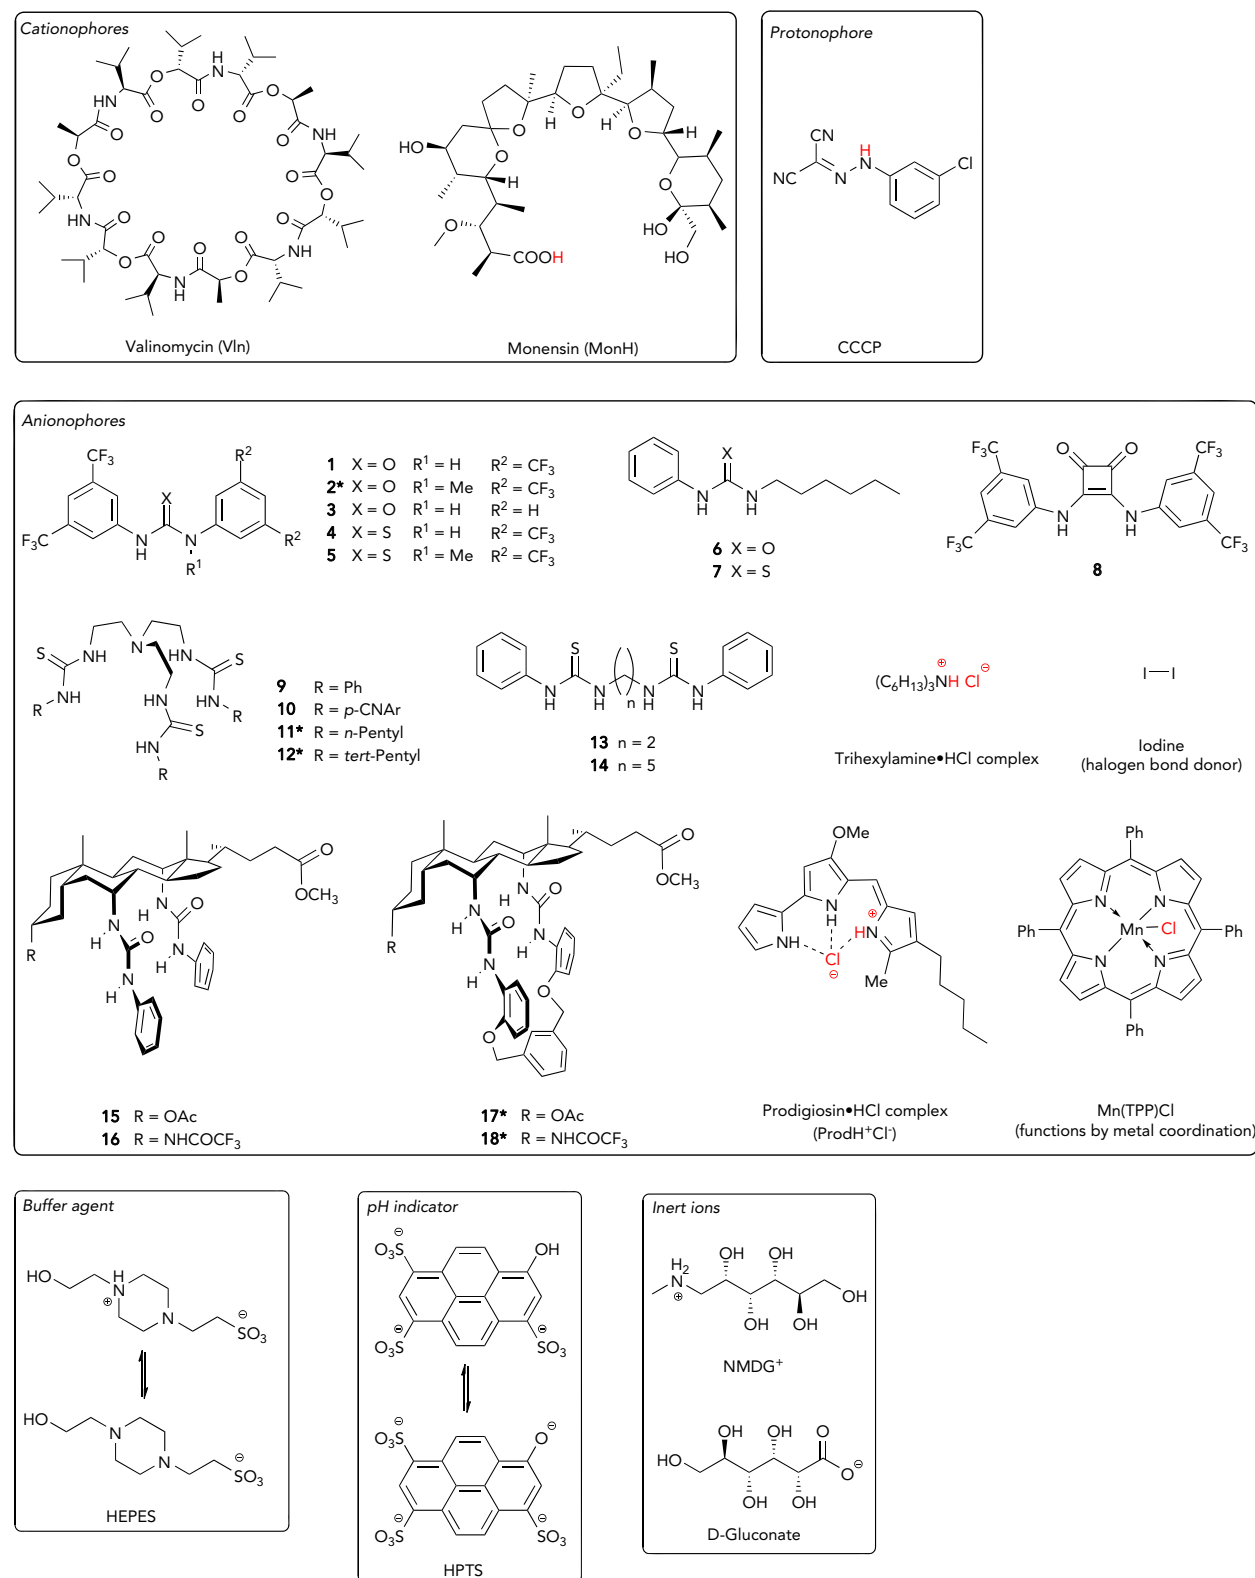 Cationophores
Valinomycin (Vln)
Monensin (MonH)
Protonophore
CCCP
Anionophores
1 X = O R¹ = H R² = CF₃
2* X = O R¹ = Me R² = CF₃
3 X = O R¹ = H R² = H
4 X = S R¹ = H R² = CF₃
5 X = S R¹ = Me R² = CF₃
6 X = O
7 X = S
8
9 R = Ph
10 R = p-CNAr
11* R = n-Pentyl
12* R = tert-Pentyl
13 n = 2
14 n = 5
(C₆H₁₃)₃NH⊕ Cl⊖
Trihexylamine•HCl complex
I—I
Iodine
(halogen bond donor)
15 R = OAc
16 R = NHCOCF₃
17* R = OAc
18* R = NHCOCF₃
Prodigiosin•HCl complex
(ProdH⁺Cl⁻)
Mn(TPP)Cl
(functions by metal coordination)
Buffer agent
HEPES
pH indicator
HPTS
Inert ions
NMDG⁺
D-Gluconate